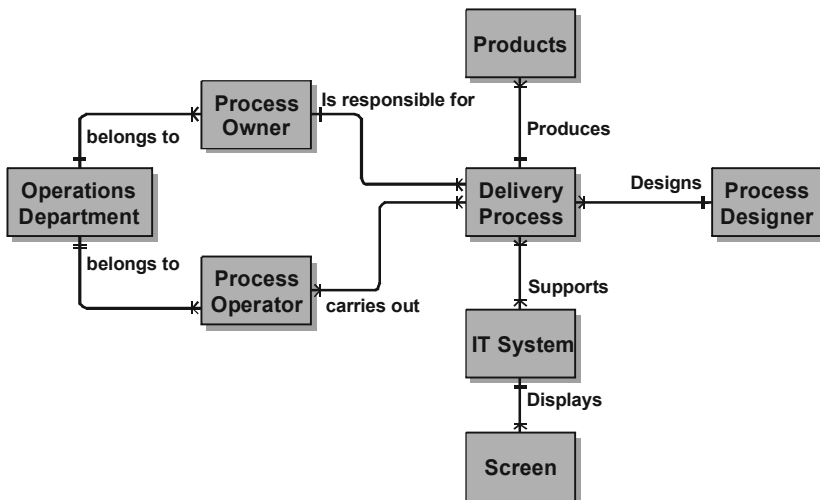 Products
Process
Owner
Is responsible for
belongs to
Produces
Operations
Department
Delivery
Process
Designs
Process
Designer
belongs to
Process
Operator
carries out
Supports
IT System
Displays
Screen